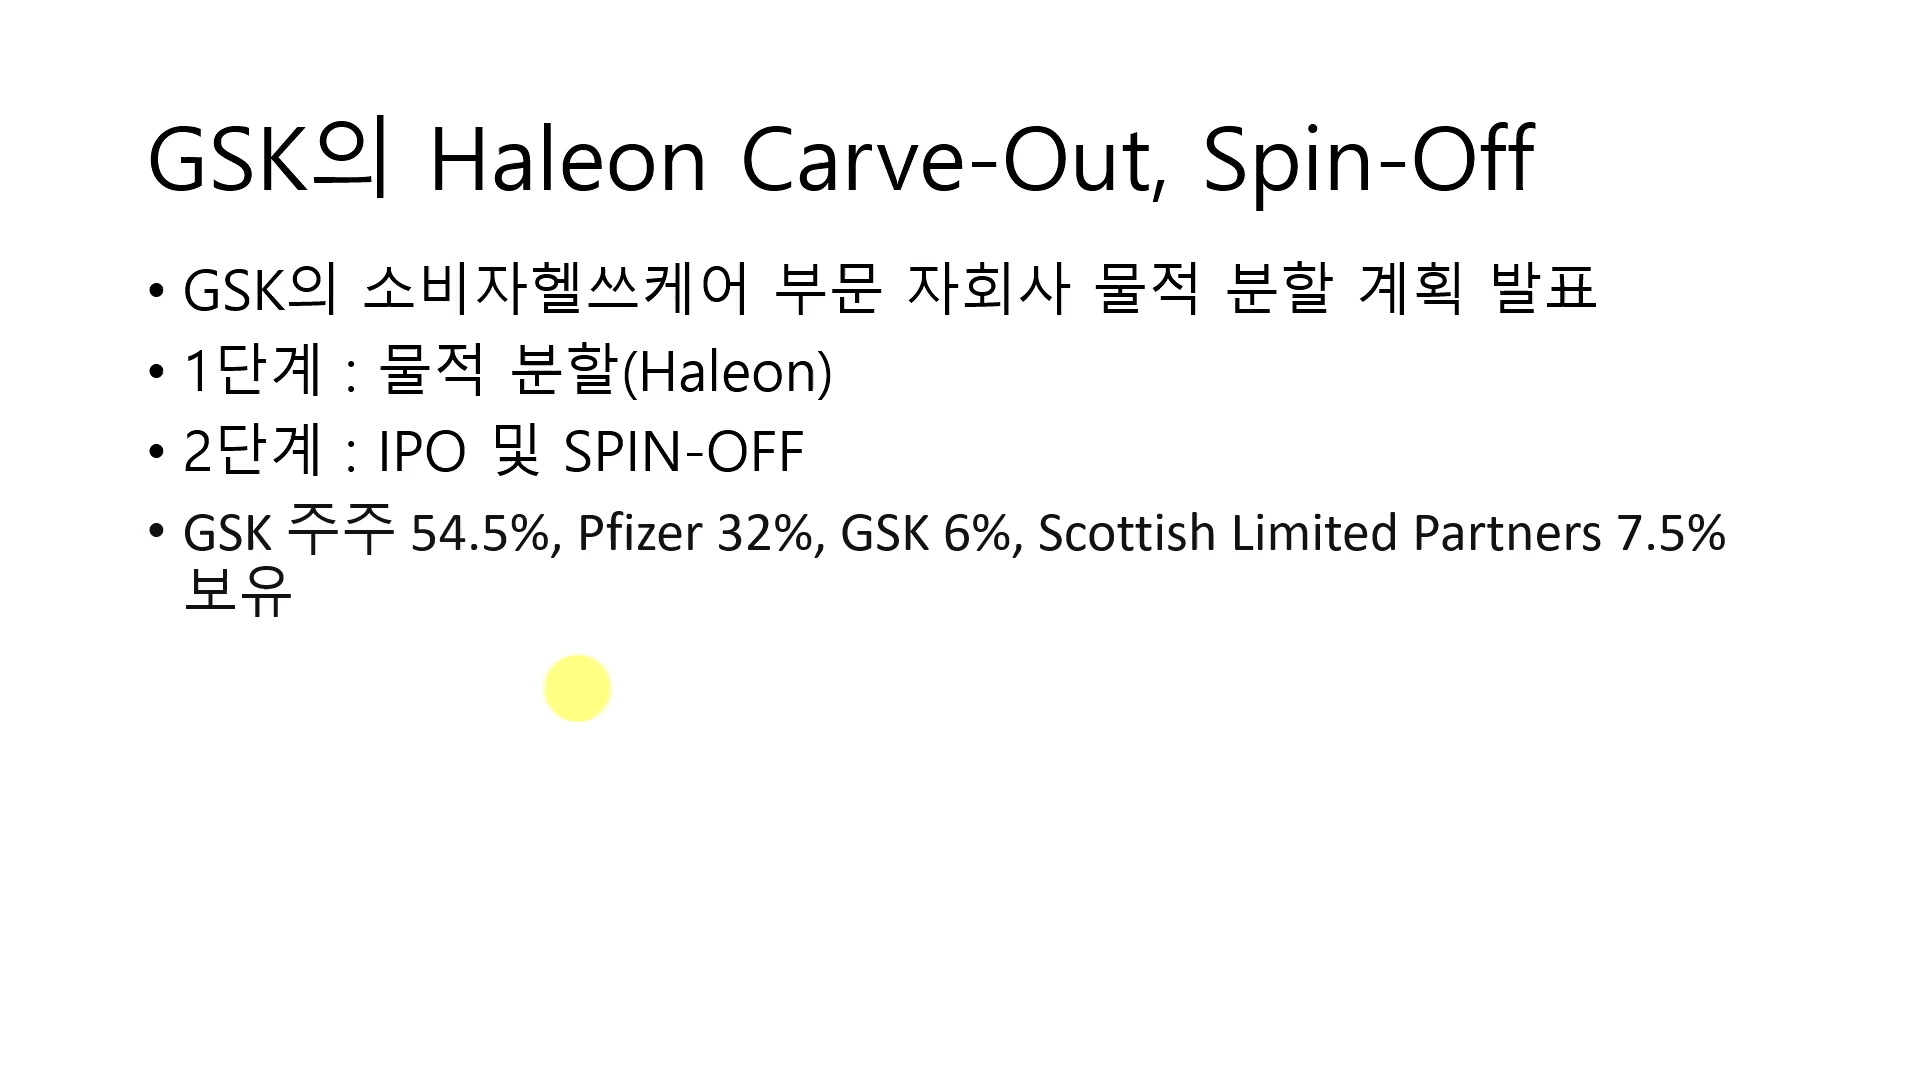 GSK의 Haleon Carve-Out, Spin-Off
• GSK의 소비자헬쓰케어 부문 자회사 물적 분할 계획 발표
• 1단계 : 물적 분할(Haleon)
• 2단계 : IPO 및 SPIN-OFF
• GSK 주주 54.5%, Pfizer 32%, GSK 6%, Scottish Limited Partners 7.5%
보유